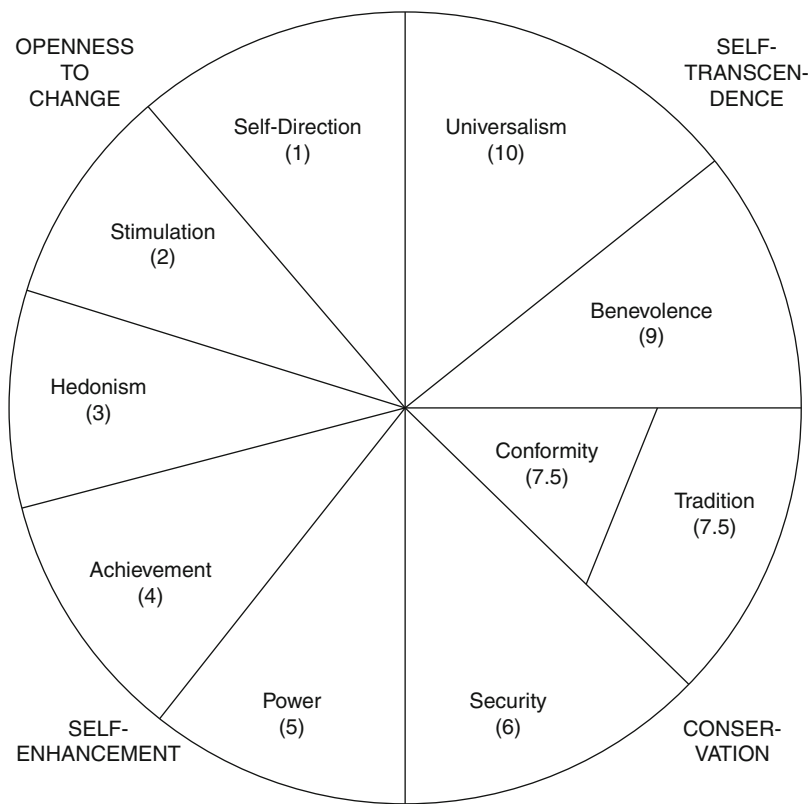 OPENNESS
TO
CHANGE
SELF-
TRANSCEN-
DENCE
Self-Direction
(1)
Universalism
(10)
Stimulation
(2)
Benevolence
(9)
Hedonism
(3)
Conformity
(7.5)
Tradition
(7.5)
Achievement
(4)
Power
(5)
Security
(6)
SELF-
ENHANCEMENT
CONSER-
VATION